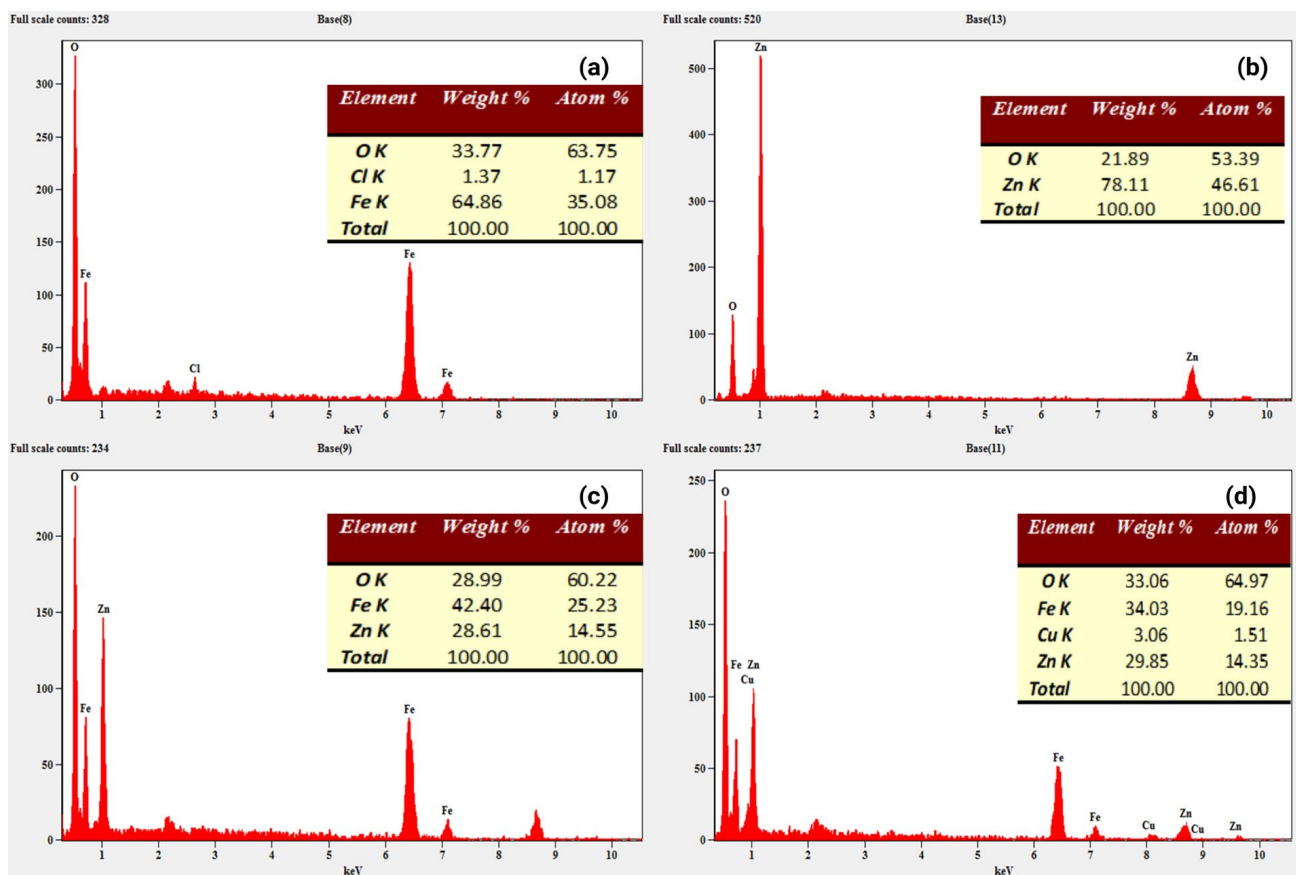 Full scale counts: 328 Base(8)
O
(a)
Element Weight % Atom %
O K 33.77 63.75
Cl K 1.37 1.17
Fe K 64.86 35.08
Total 100.00 100.00
300
250
200
150
100
50
0
Fe
Cl
Fe
Fe
1 2 3 4 5 6 7 8 9 10
keV
Full scale counts: 520 Base(13)
Zn
(b)
Element Weight % Atom %
O K 21.89 53.39
Zn K 78.11 46.61
Total 100.00 100.00
500
400
300
200
100
0
O
Zn
1 2 3 4 5 6 7 8 9 10
keV
Full scale counts: 234 Base(9)
O
(c)
Element Weight % Atom %
O K 28.99 60.22
Fe K 42.40 25.23
Zn K 28.61 14.55
Total 100.00 100.00
200
150
100
50
0
Zn
Fe
Fe
Fe
1 2 3 4 5 6 7 8 9 10
keV
Full scale counts: 237 Base(11)
O
(d)
Element Weight % Atom %
O K 33.06 64.97
Fe K 34.03 19.16
Cu K 3.06 1.51
Zn K 29.85 14.35
Total 100.00 100.00
250
200
150
100
50
0
Fe Zn
Cu
Fe
Fe
Cu
Zn
Cu
Zn
1 2 3 4 5 6 7 8 9 10
keV